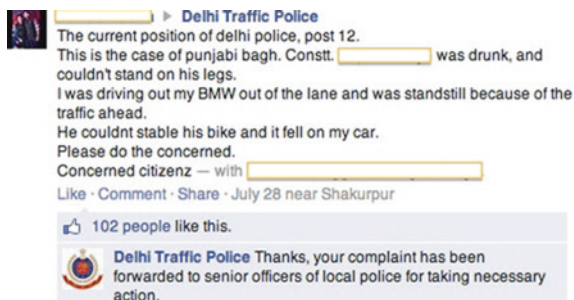 ▶ Delhi Traffic Police
The current position of delhi police, post 12.
This is the case of punjabi bagh. Constt. was drunk, and
couldn't stand on his legs.
I was driving out my BMW out of the lane and was standstill because of the
traffic ahead.
He couldnt stable his bike and it fell on my car.
Please do the concerned.
Concerned citizenz — with
Like · Comment · Share · July 28 near Shakurpur
102 people like this.
Delhi Traffic Police Thanks, your complaint has been
forwarded to senior officers of local police for taking necessary
action.